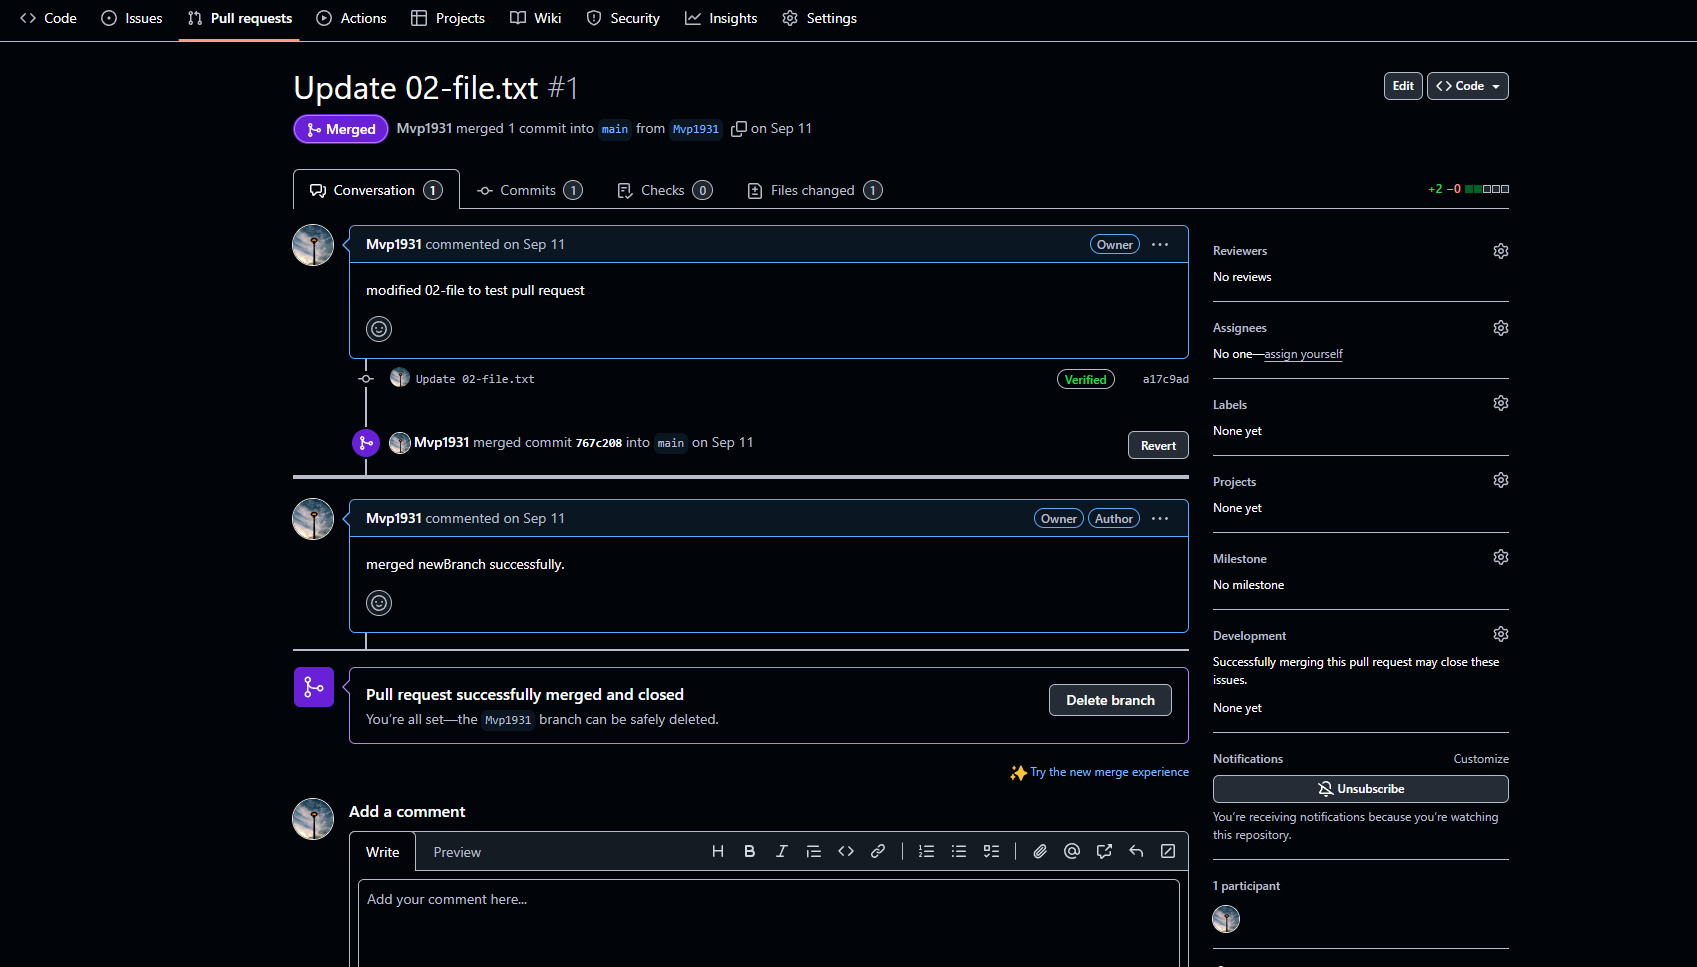 Code Issues Pull requests Actions Projects Wiki Security Insights Settings
Update 02-file.txt #1
Edit Code
Merged Mvp1931 merged 1 commit into main from Mvp1931 on Sep 11
Conversation 1 Commits 1 Checks 0 Files changed 1
+2 −0
Mvp1931 commented on Sep 11 Owner
modified 02-file to test pull request
Update 02-file.txt Verified a17c9ad
Mvp1931 merged commit 767c208 into main on Sep 11 Revert
Mvp1931 commented on Sep 11 Owner Author
merged newBranch successfully.
Pull request successfully merged and closed
You're all set—the Mvp1931 branch can be safely deleted.
Delete branch
Try the new merge experience
Add a comment
Write Preview
Add your comment here...
Reviewers
No reviews
Assignees
No one—assign yourself
Labels
None yet
Projects
None yet
Milestone
No milestone
Development
Successfully merging this pull request may close these
issues.
None yet
Notifications Customize
Unsubscribe
You're receiving notifications because you're watching
this repository.
1 participant